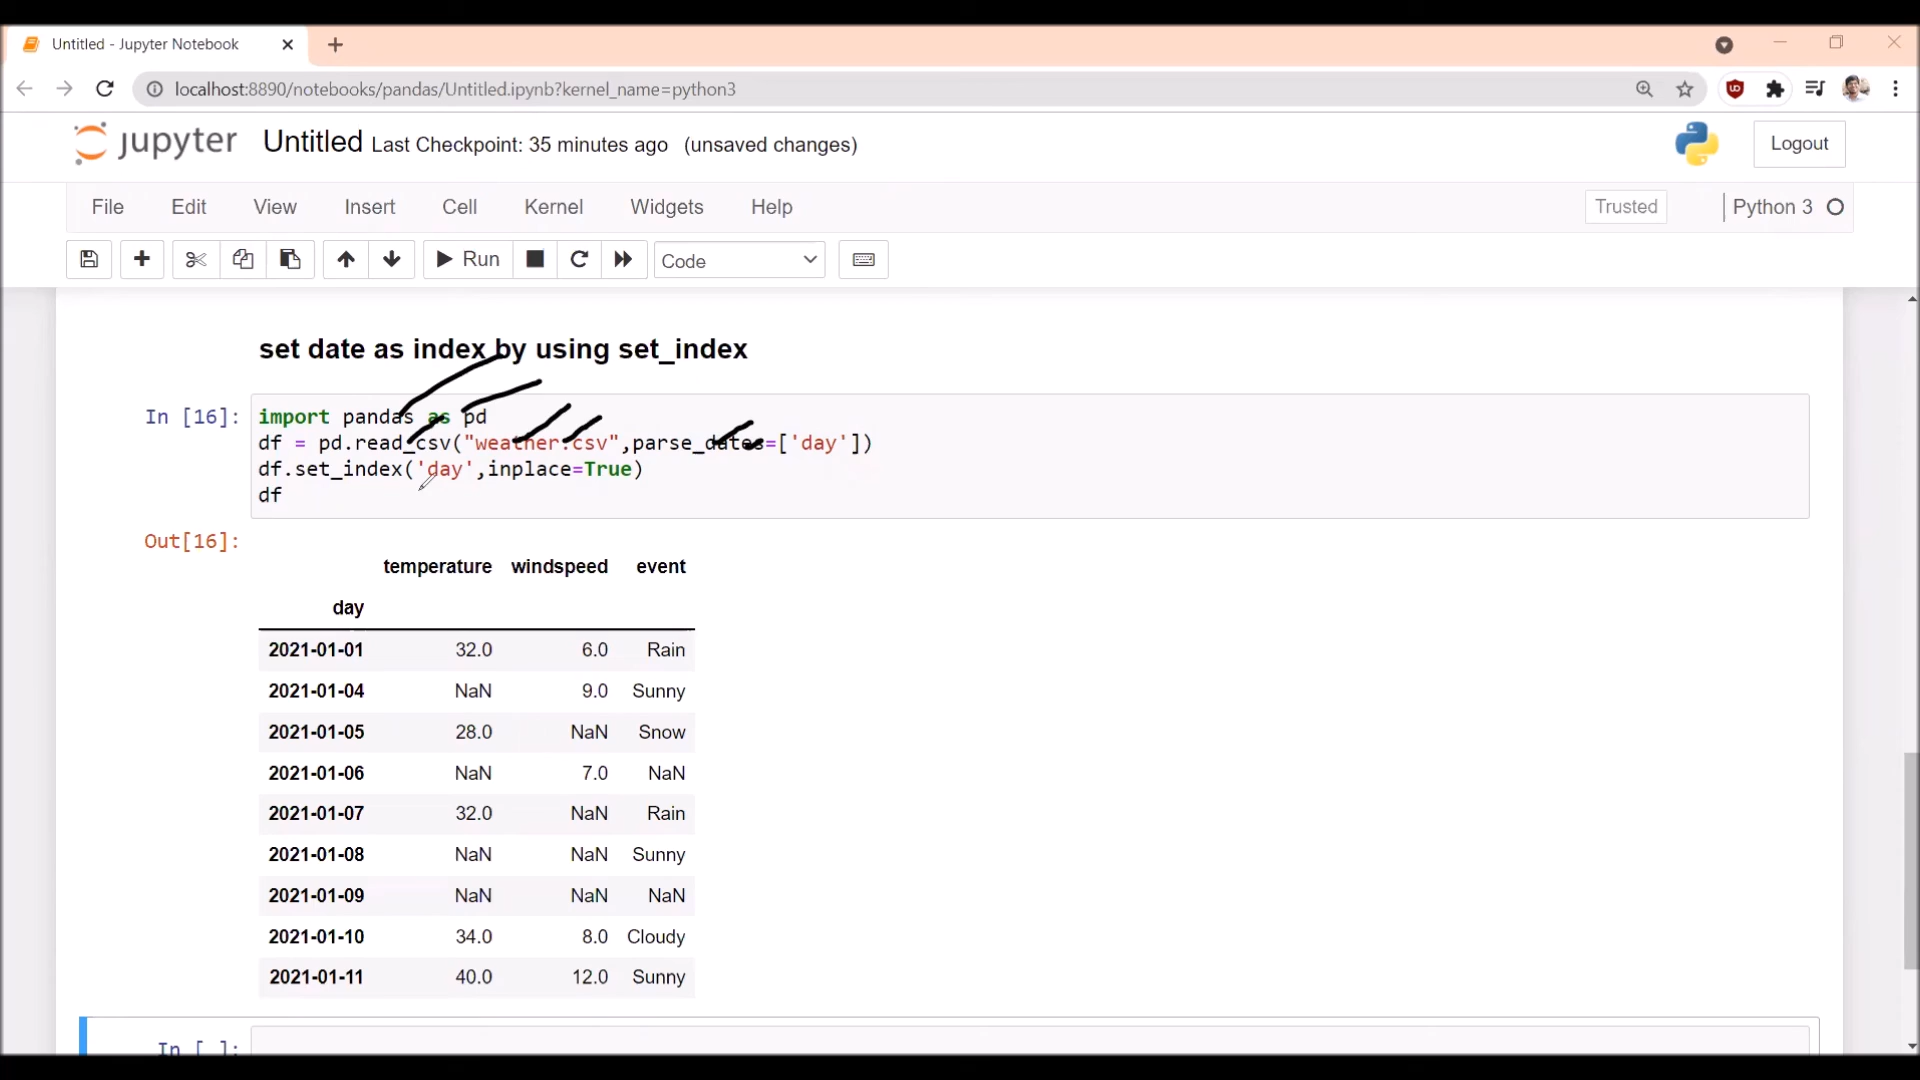 Untitled - Jupyter Notebook
localhost:8890/notebooks/pandas/Untitled.ipynb?kernel_name=python3
jupyter Untitled Last Checkpoint: 35 minutes ago (unsaved changes)
Logout
File Edit View Insert Cell Kernel Widgets Help
Trusted
Python 3
Run
Code
set date as index by using set_index
In [16]: import pandas as pd
df = pd.read_csv("weather.csv",parse_dates=['day'])
df.set_index('day',inplace=True)
df
Out[16]:
temperature windspeed event
day
2021-01-01 32.0 6.0 Rain
2021-01-04 NaN 9.0 Sunny
2021-01-05 28.0 NaN Snow
2021-01-06 NaN 7.0 NaN
2021-01-07 32.0 NaN Rain
2021-01-08 NaN NaN Sunny
2021-01-09 NaN NaN NaN
2021-01-10 34.0 8.0 Cloudy
2021-01-11 40.0 12.0 Sunny
In [ ]: